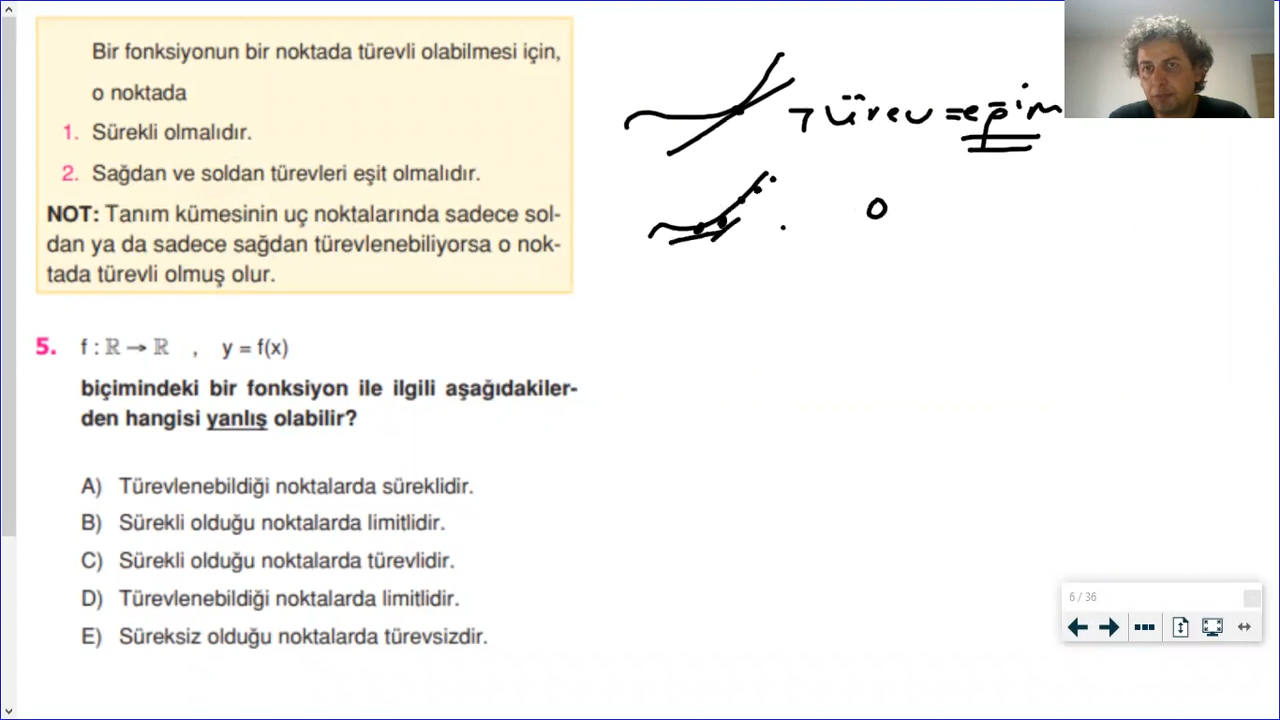 Bir fonksiyonun bir noktada türevli olabilmesi için,
o noktada
1. Sürekli olmalıdır.
2. Sağdan ve soldan türevleri eşit olmalıdır.
NOT: Tanım kümesinin uç noktalarında sadece sol-
dan ya da sadece sağdan türevlenebiliyorsa o nok-
tada türevli olmuş olur.
Türev = eğim
5. f : ℝ → ℝ , y = f(x)
biçimindeki bir fonksiyon ile ilgili aşağıdakiler-
den hangisi yanlış olabilir?
A) Türevlenebildiği noktalarda süreklidir.
B) Sürekli olduğu noktalarda limitlidir.
C) Sürekli olduğu noktalarda türevlidir.
D) Türevlenebildiği noktalarda limitlidir.
E) Süreksiz olduğu noktalarda türevsizdir.
6 / 36